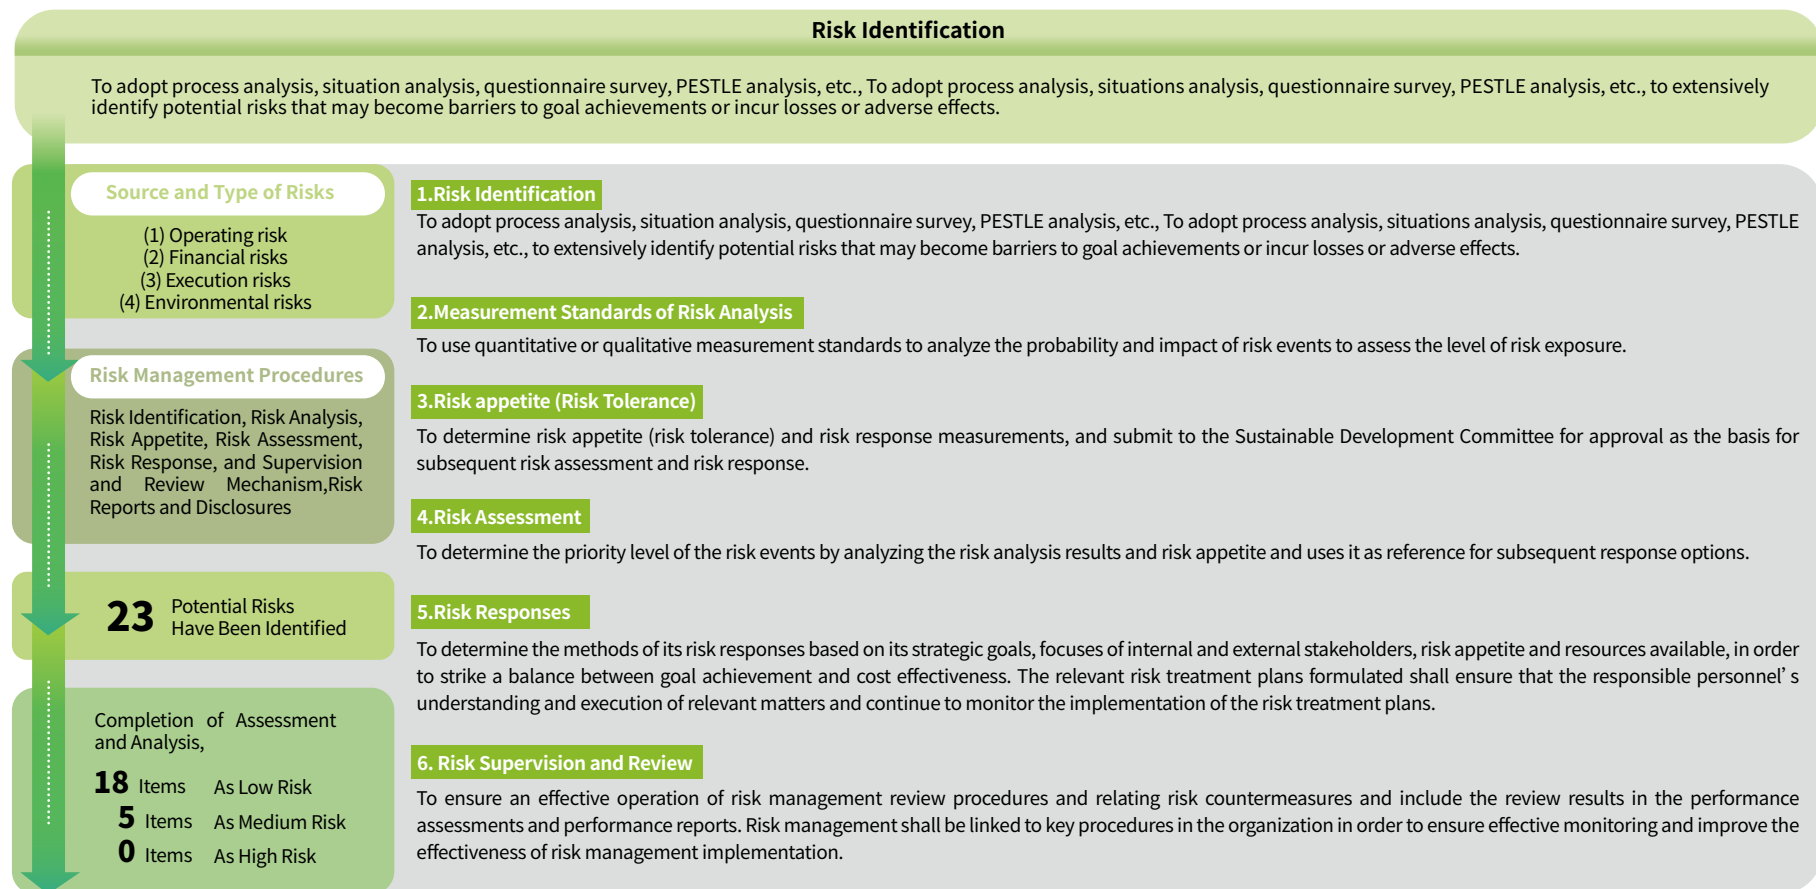 Risk Identification
To adopt process analysis, situation analysis, questionnaire survey, PESTLE analysis, etc., To adopt process analysis, situations analysis, questionnaire survey, PESTLE analysis, etc., to extensively
identify potential risks that may become barriers to goal achievements or incur losses or adverse effects.
Source and Type of Risks
(1) Operating risk
(2) Financial risks
(3) Execution risks
(4) Environmental risks
Risk Management Procedures
Risk Identification, Risk Analysis,
Risk Appetite, Risk Assessment,
Risk Response, and Supervision
and Review Mechanism,Risk
Reports and Disclosures
23 Potential Risks
Have Been Identified
Completion of Assessment
and Analysis,
18 Items As Low Risk
5 Items As Medium Risk
0 Items As High Risk
1.Risk Identification
To adopt process analysis, situation analysis, questionnaire survey, PESTLE analysis, etc., To adopt process analysis, situations analysis, questionnaire survey, PESTLE
analysis, etc., to extensively identify potential risks that may become barriers to goal achievements or incur losses or adverse effects.
2.Measurement Standards of Risk Analysis
To use quantitative or qualitative measurement standards to analyze the probability and impact of risk events to assess the level of risk exposure.
3.Risk appetite (Risk Tolerance)
To determine risk appetite (risk tolerance) and risk response measurements, and submit to the Sustainable Development Committee for approval as the basis for
subsequent risk assessment and risk response.
4.Risk Assessment
To determine the priority level of the risk events by analyzing the risk analysis results and risk appetite and uses it as reference for subsequent response options.
5.Risk Responses
To determine the methods of its risk responses based on its strategic goals, focuses of internal and external stakeholders, risk appetite and resources available, in order
to strike a balance between goal achievement and cost effectiveness. The relevant risk treatment plans formulated shall ensure that the responsible personnel’s
understanding and execution of relevant matters and continue to monitor the implementation of the risk treatment plans.
6. Risk Supervision and Review
To ensure an effective operation of risk management review procedures and relating risk countermeasures and include the review results in the performance
assessments and performance reports. Risk management shall be linked to key procedures in the organization in order to ensure effective monitoring and improve the
effectiveness of risk management implementation.